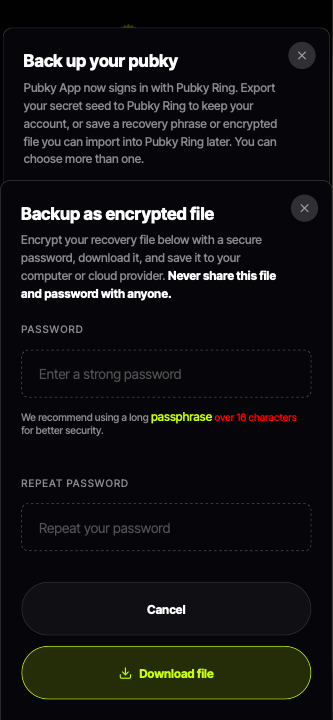 Back up your pubky
Pubky App now signs in with Pubky Ring. Export
your secret seed to Pubky Ring to keep your
account, or save a recovery phrase or encrypted
file you can import into Pubky Ring later. You can
choose more than one.
Backup as encrypted file
Encrypt your recovery file below with a secure
password, download it, and save it to your
computer or cloud provider. Never share this file
and password with anyone.
PASSWORD
Enter a strong password
We recommend using a long passphrase over 16 characters
for better security.
REPEAT PASSWORD
Repeat your password
Cancel
Download file